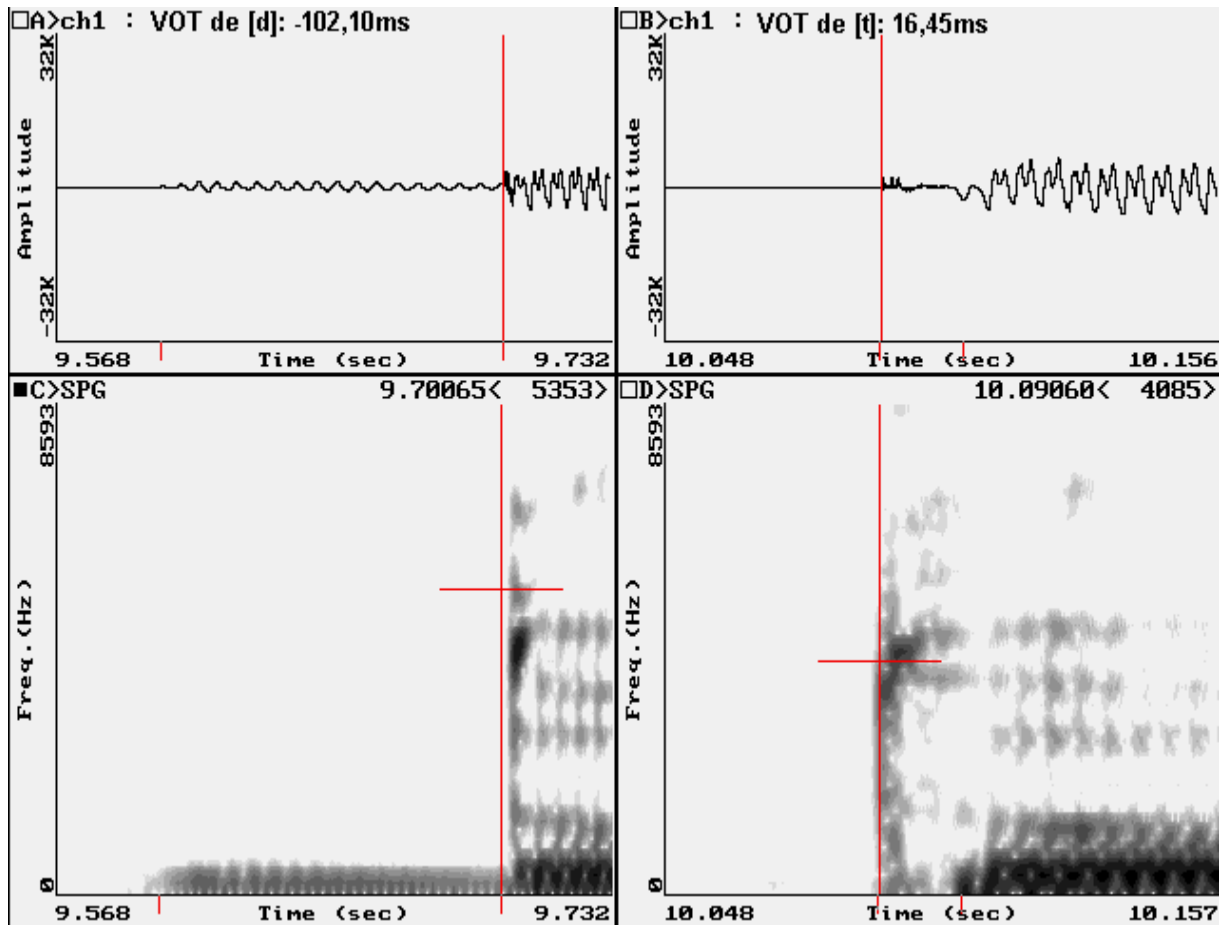 □A>ch1 : VOT de [d]: -102,10ms
32K
Amplitude
-32K
9.568 Time (sec) 9.732
□B>ch1 : VOT de [t]: 16,45ms
32K
Amplitude
-32K
10.048 Time (sec) 10.156
■C>SPG 9.70065< 5353>
8593
Freq.(Hz)
0
9.568 Time (sec) 9.732
□D>SPG 10.09060< 4085>
8593
Freq.(Hz)
0
10.048 Time (sec) 10.157